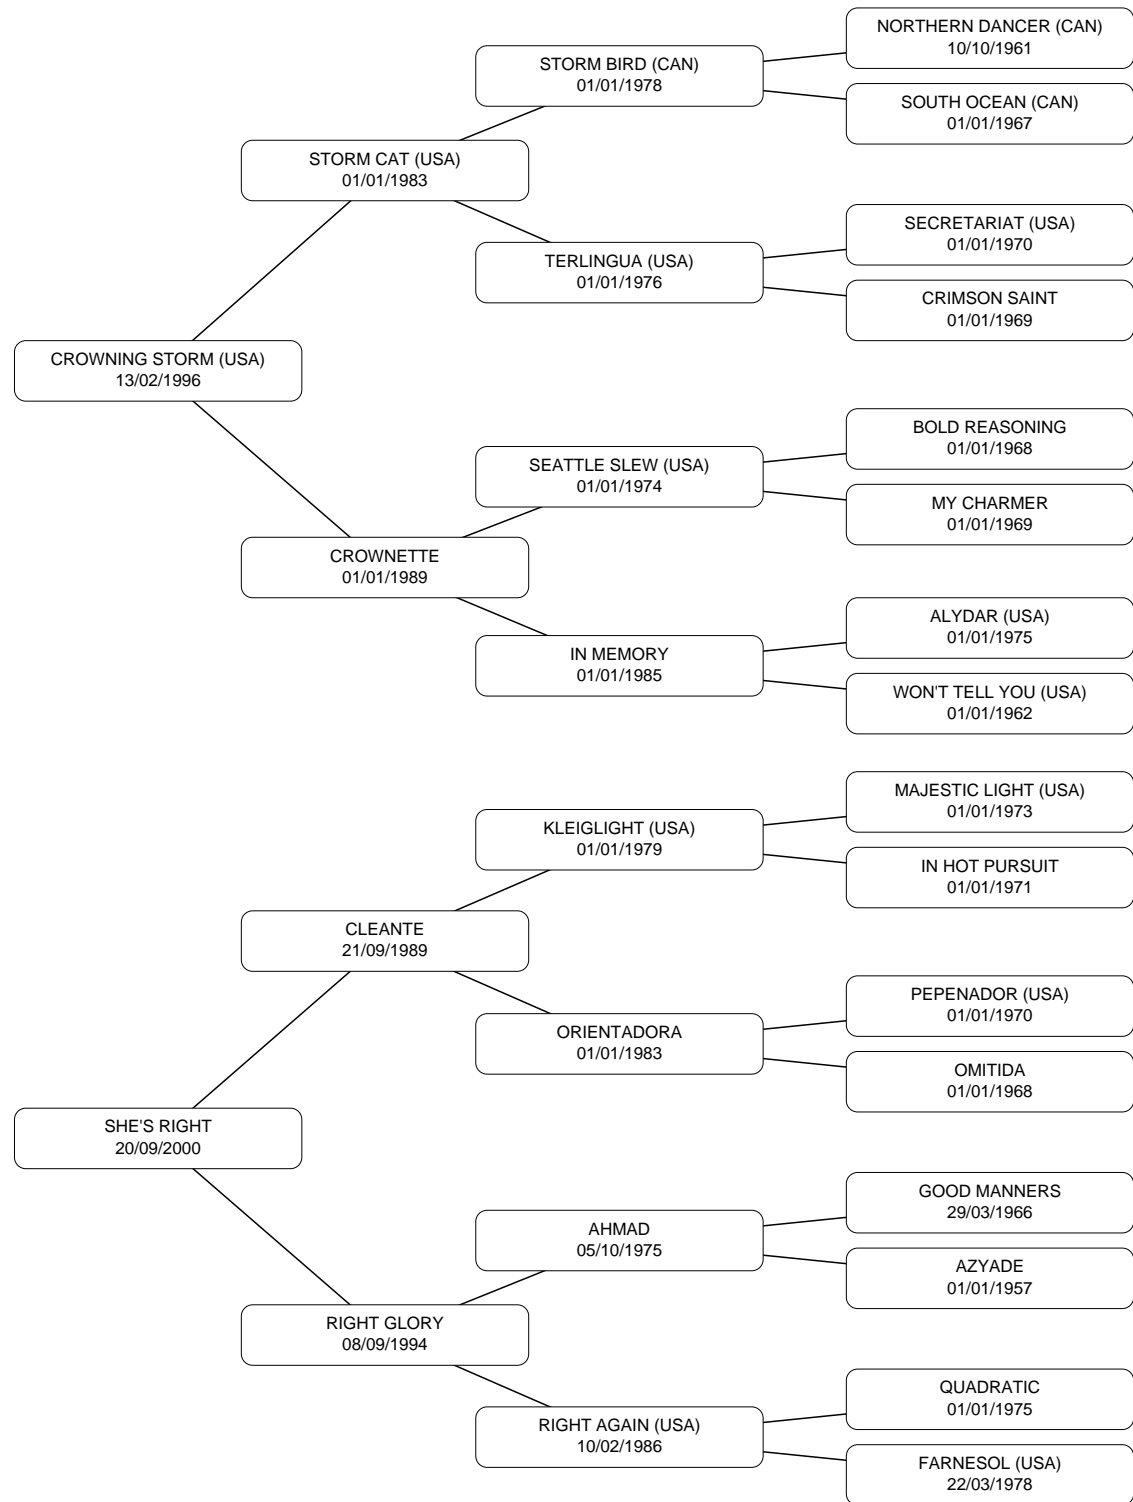 NORTHERN DANCER (CAN)
10/10/1961
STORM BIRD (CAN)
01/01/1978
SOUTH OCEAN (CAN)
01/01/1967
STORM CAT (USA)
01/01/1983
SECRETARIAT (USA)
01/01/1970
TERLINGUA (USA)
01/01/1976
CRIMSON SAINT
01/01/1969
CROWNING STORM (USA)
13/02/1996
BOLD REASONING
01/01/1968
SEATTLE SLEW (USA)
01/01/1974
MY CHARMER
01/01/1969
CROWNETTE
01/01/1989
ALYDAR (USA)
01/01/1975
IN MEMORY
01/01/1985
WON'T TELL YOU (USA)
01/01/1962
MAJESTIC LIGHT (USA)
01/01/1973
KLEIGLIGHT (USA)
01/01/1979
IN HOT PURSUIT
01/01/1971
CLEANTE
21/09/1989
PEPENADOR (USA)
01/01/1970
ORIENTADORA
01/01/1983
OMITIDA
01/01/1968
SHE'S RIGHT
20/09/2000
GOOD MANNERS
29/03/1966
AHMAD
05/10/1975
AZYADE
01/01/1957
RIGHT GLORY
08/09/1994
QUADRATIC
01/01/1975
RIGHT AGAIN (USA)
10/02/1986
FARNESOL (USA)
22/03/1978